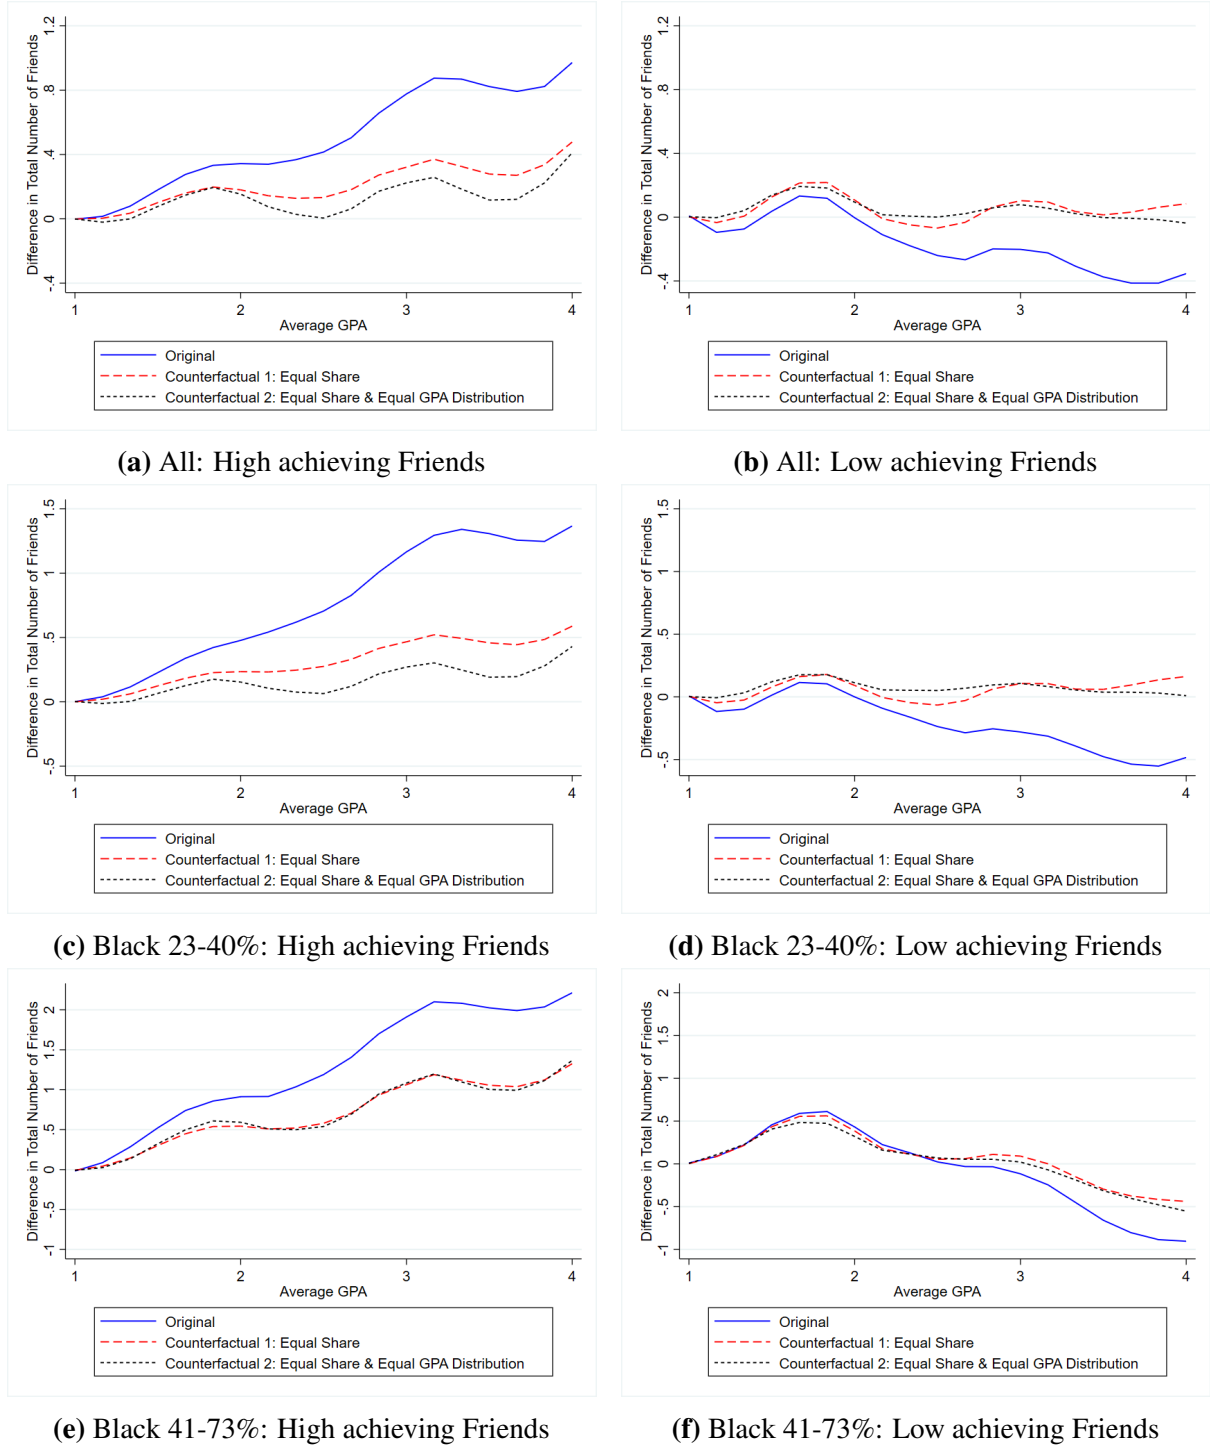 Difference in Total Number of Friends
1.2
.8
.4
0
-.4
1 2 3 4
Average GPA
Original
Counterfactual 1: Equal Share
Counterfactual 2: Equal Share & Equal GPA Distribution
(a) All: High achieving Friends
Difference in Total Number of Friends
1.2
.8
.4
0
-.4
1 2 3 4
Average GPA
Original
Counterfactual 1: Equal Share
Counterfactual 2: Equal Share & Equal GPA Distribution
(b) All: Low achieving Friends
Difference in Total Number of Friends
1.5
1
.5
0
-.5
1 2 3 4
Average GPA
Original
Counterfactual 1: Equal Share
Counterfactual 2: Equal Share & Equal GPA Distribution
(c) Black 23-40%: High achieving Friends
Difference in Total Number of Friends
1.5
1
.5
0
-.5
1 2 3 4
Average GPA
Original
Counterfactual 1: Equal Share
Counterfactual 2: Equal Share & Equal GPA Distribution
(d) Black 23-40%: Low achieving Friends
Difference in Total Number of Friends
2
1.5
1
.5
0
-.5
-1
1 2 3 4
Average GPA
Original
Counterfactual 1: Equal Share
Counterfactual 2: Equal Share & Equal GPA Distribution
(e) Black 41-73%: High achieving Friends
Difference in Total Number of Friends
2
1.5
1
.5
0
-.5
-1
1 2 3 4
Average GPA
Original
Counterfactual 1: Equal Share
Counterfactual 2: Equal Share & Equal GPA Distribution
(f) Black 41-73%: Low achieving Friends